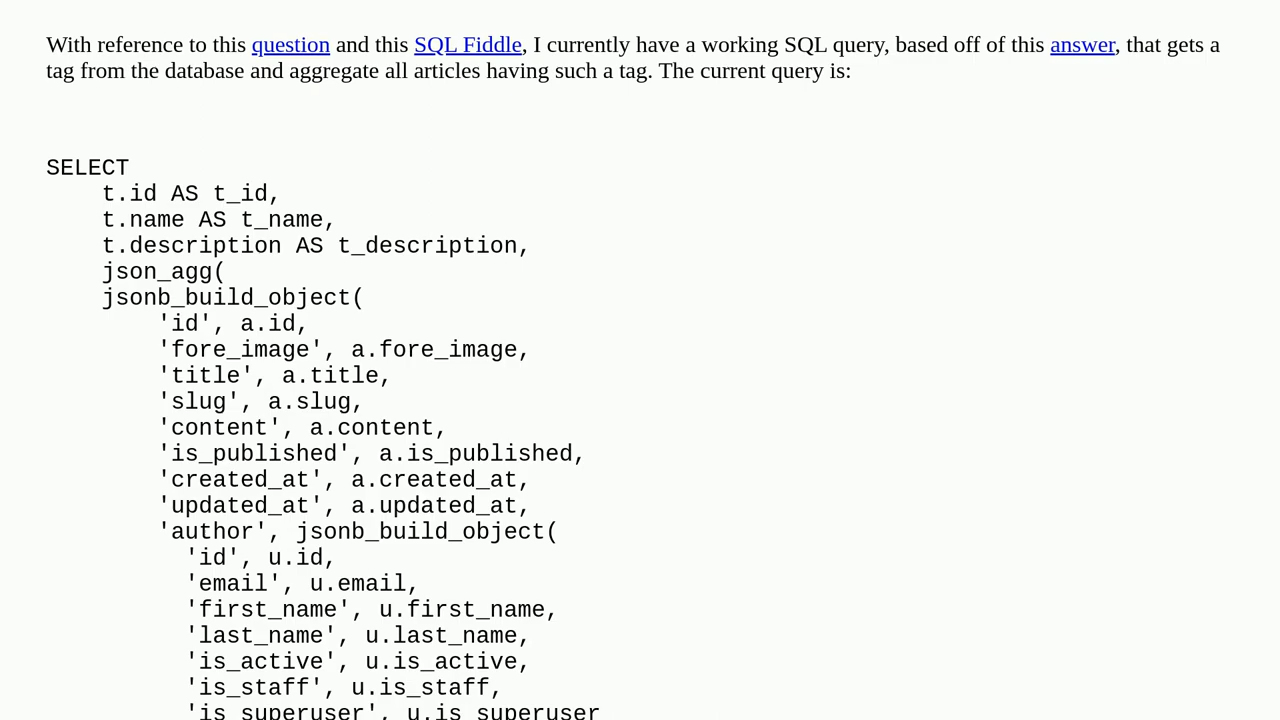 With reference to this question and this SQL Fiddle, I currently have a working SQL query, based off of this answer, that gets a
tag from the database and aggregate all articles having such a tag. The current query is:
SELECT
    t.id AS t_id,
    t.name AS t_name,
    t.description AS t_description,
    json_agg(
    jsonb_build_object(
        'id', a.id,
        'fore_image', a.fore_image,
        'title', a.title,
        'slug', a.slug,
        'content', a.content,
        'is_published', a.is_published,
        'created_at', a.created_at,
        'updated_at', a.updated_at,
        'author', jsonb_build_object(
          'id', u.id,
          'email', u.email,
          'first_name', u.first_name,
          'last_name', u.last_name,
          'is_active', u.is_active,
          'is_staff', u.is_staff,
          'is_superuser', u.is_superuser